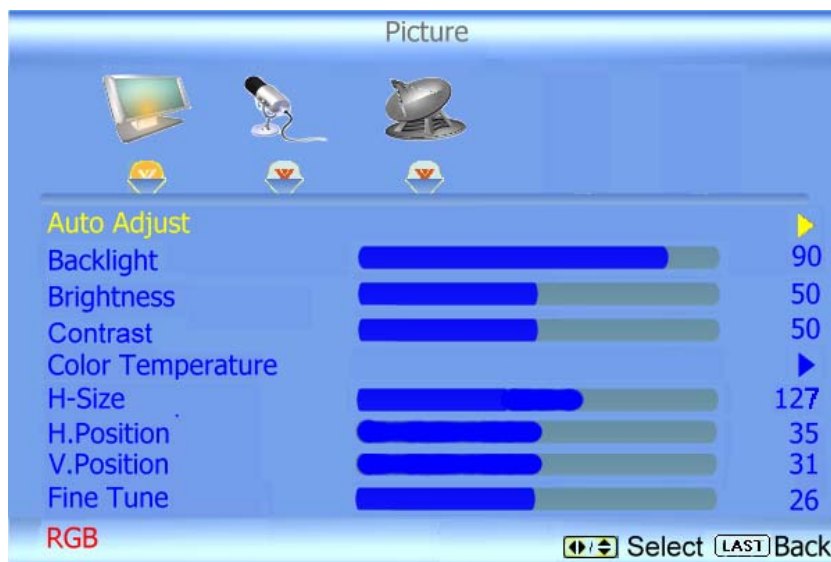 Picture
Auto Adjust
Backlight 90
Brightness 50
Contrast 50
Color Temperature
H-Size 127
H.Position 35
V.Position 31
Fine Tune 26
RGB Select LAST Back